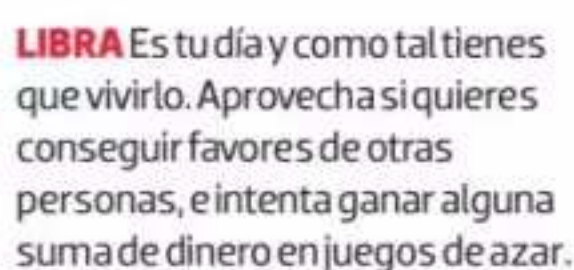 LIBRA Es tu día y como tal tienes
que vivirlo. Aprovecha si quieres
conseguir favores de otras
personas, e intenta ganar alguna
suma de dinero en juegos de azar.